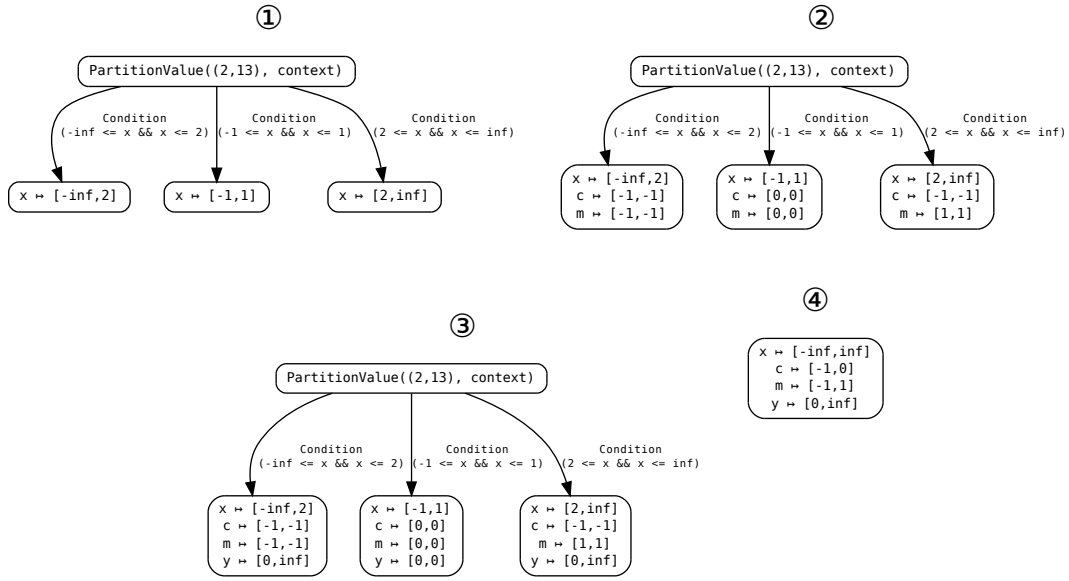 ①
PartitionValue((2,13), context)
Condition
(-inf <= x && x <= 2)
Condition
(-1 <= x && x <= 1)
Condition
(2 <= x && x <= inf)
x ↦ [-inf,2]
x ↦ [-1,1]
x ↦ [2,inf]
②
PartitionValue((2,13), context)
Condition
(-inf <= x && x <= 2)
Condition
(-1 <= x && x <= 1)
Condition
(2 <= x && x <= inf)
x ↦ [-inf,2]
c ↦ [-1,-1]
m ↦ [-1,-1]
x ↦ [-1,1]
c ↦ [0,0]
m ↦ [0,0]
x ↦ [2,inf]
c ↦ [-1,-1]
m ↦ [1,1]
③
PartitionValue((2,13), context)
Condition
(-inf <= x && x <= 2)
Condition
(-1 <= x && x <= 1)
Condition
(2 <= x && x <= inf)
x ↦ [-inf,2]
c ↦ [-1,-1]
m ↦ [-1,-1]
y ↦ [0,inf]
x ↦ [-1,1]
c ↦ [0,0]
m ↦ [0,0]
y ↦ [0,0]
x ↦ [2,inf]
c ↦ [-1,-1]
m ↦ [1,1]
y ↦ [0,inf]
④
x ↦ [-inf,inf]
c ↦ [-1,0]
m ↦ [-1,1]
y ↦ [0,inf]